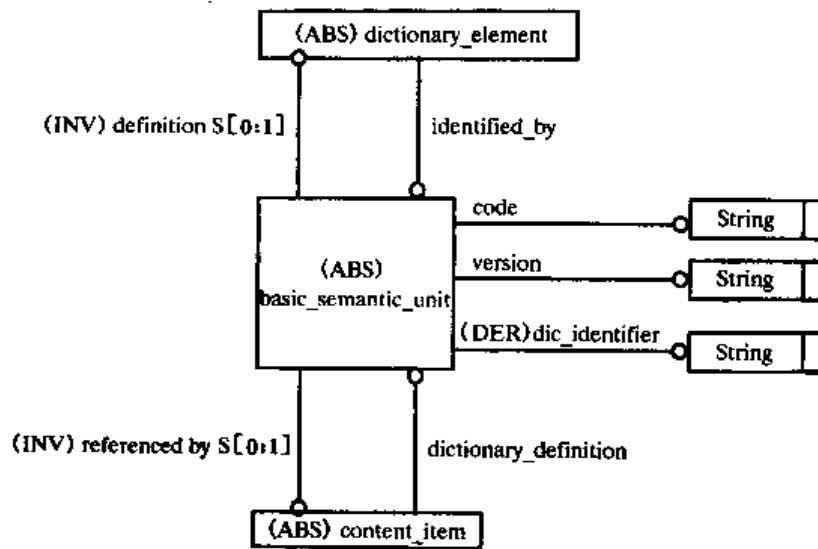 (ABS) dictionary_element
(INV) definition S[0:1]
identified_by
code
String
(ABS)
basic_semantic_unit
version
String
(DER)dic_identifier
String
(INV) referenced by S[0:1]
dictionary_definition
(ABS) content_item